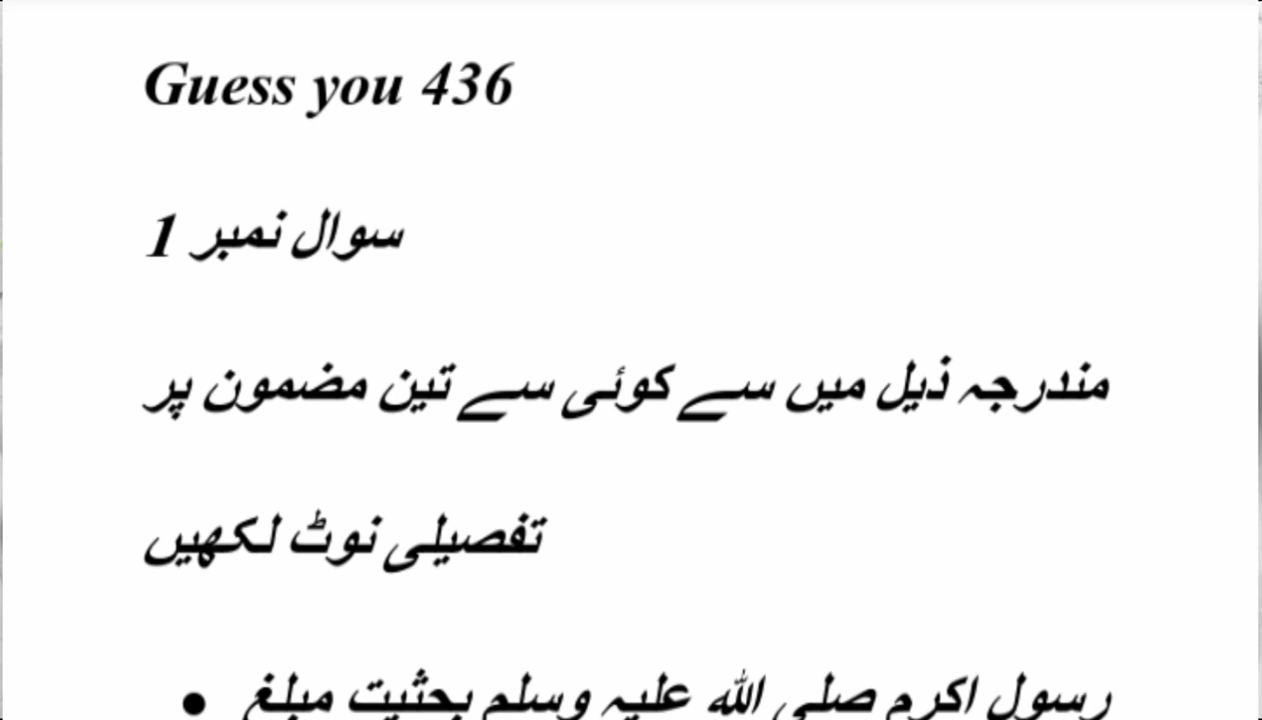 Guess you 436
سوال نمبر 1
مندرجہ ذیل میں سے کوئی سے تین مضمون پر
تفصیلی نوٹ لکھیں
● رسول اکرم صلی اللہ علیہ وسلم بحثیت مبلغ